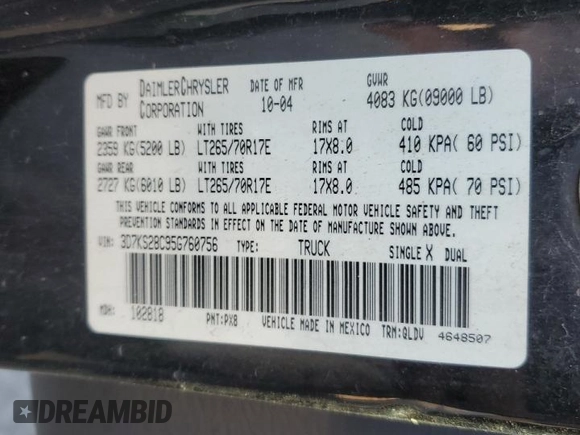 MFD BY DAIMLERCHRYSLER CORPORATION DATE OF MFR 10-04 GVWR 4083 KG(09000 LB)
GAWR FRONT WITH TIRES RIMS AT COLD
2359 KG(5200 LB) LT265/70R17E 17X8.0 410 KPA( 60 PSI)
GAWR REAR WITH TIRES RIMS AT COLD
2727 KG(6010 LB) LT265/70R17E 17X8.0 485 KPA( 70 PSI)
THIS VEHICLE CONFORMS TO ALL APPLICABLE FEDERAL MOTOR VEHICLE SAFETY AND THEFT
PREVENTION STANDARDS IN EFFECT ON THE DATE OF MANUFACTURE SHOWN ABOVE.
VIN: 3D7KS28C95G760756 TYPE: TRUCK SINGLE X DUAL
MDH: 102818 PNT:PX8 VEHICLE MADE IN MEXICO TRM:QLDV 4648507
DREAMBID